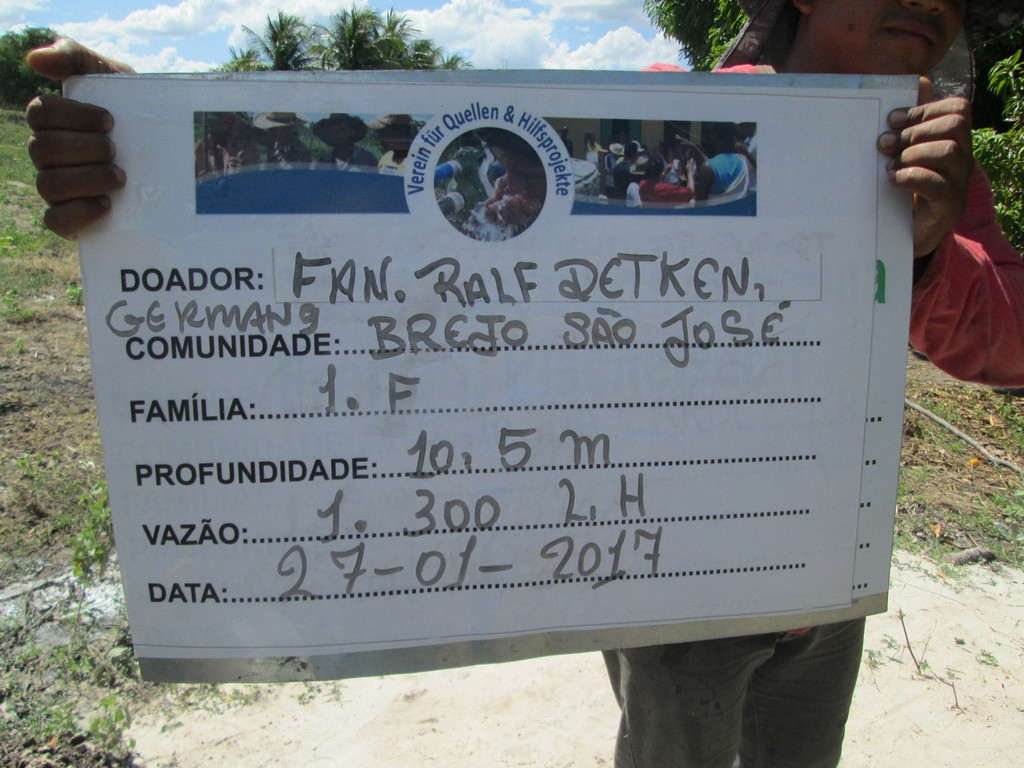 Verein für Quellen & Hilfsprojekte
DOADOR: FAN. RALF DETKEN,
GERMANY
COMUNIDADE: BREJO SÃO JOSÉ
FAMÍLIA: 1. F
PROFUNDIDADE: 10,5 m
VAZÃO: 1.300 L.H
DATA: 27-01-2017